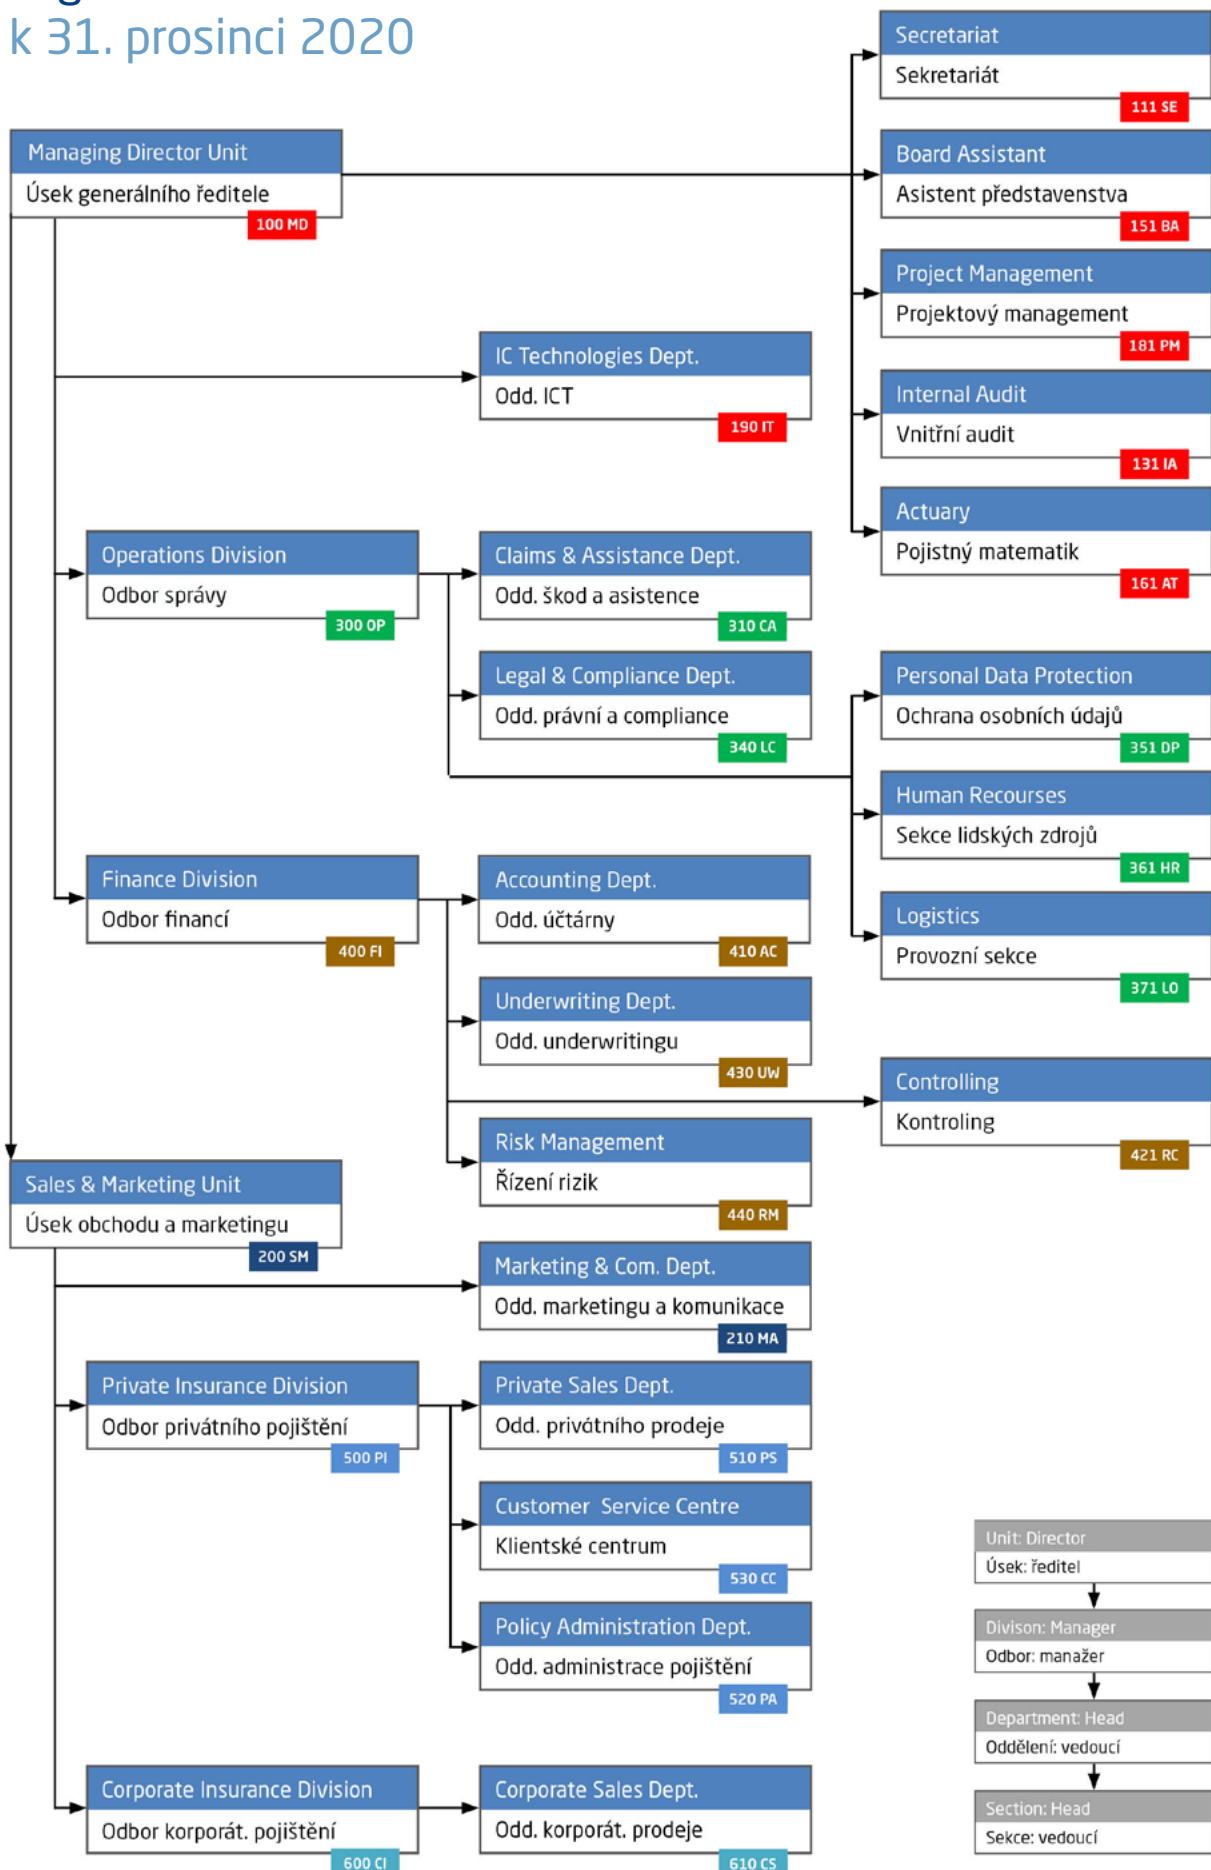 k 31. prosinci 2020
Secretariat
Sekretariát
111 SE
Managing Director Unit
Úsek generálního ředitele
100 MD
Board Assistant
Asistent představenstva
151 BA
Project Management
Projektový management
181 PM
IC Technologies Dept.
Odd. ICT
190 IT
Internal Audit
Vnitřní audit
131 IA
Actuary
Pojistný matematik
161 AT
Operations Division
Odbor správy
300 OP
Claims & Assistance Dept.
Odd. škod a asistence
310 CA
Legal & Compliance Dept.
Odd. právní a compliance
340 LC
Personal Data Protection
Ochrana osobních údajů
351 DP
Human Recourses
Sekce lidských zdrojů
361 HR
Finance Division
Odbor financí
400 FI
Accounting Dept.
Odd. účtárny
410 AC
Logistics
Provozní sekce
371 LO
Underwriting Dept.
Odd. underwritingu
430 UW
Controlling
Kontroling
421 RC
Risk Management
Řízení rizik
440 RM
Sales & Marketing Unit
Úsek obchodu a marketingu
200 SM
Marketing & Com. Dept.
Odd. marketingu a komunikace
210 MA
Private Insurance Division
Odbor privátního pojištění
500 PI
Private Sales Dept.
Odd. privátního prodeje
510 PS
Customer Service Centre
Klientské centrum
530 CC
Policy Administration Dept.
Odd. administrace pojištění
520 PA
Corporate Insurance Division
Odbor korporát. pojištění
600 CI
Corporate Sales Dept.
Odd. korporát. prodeje
610 CS
Unit: Director
Úsek: ředitel
Divison: Manager
Odbor: manažer
Department: Head
Oddělení: vedoucí
Section: Head
Sekce: vedoucí